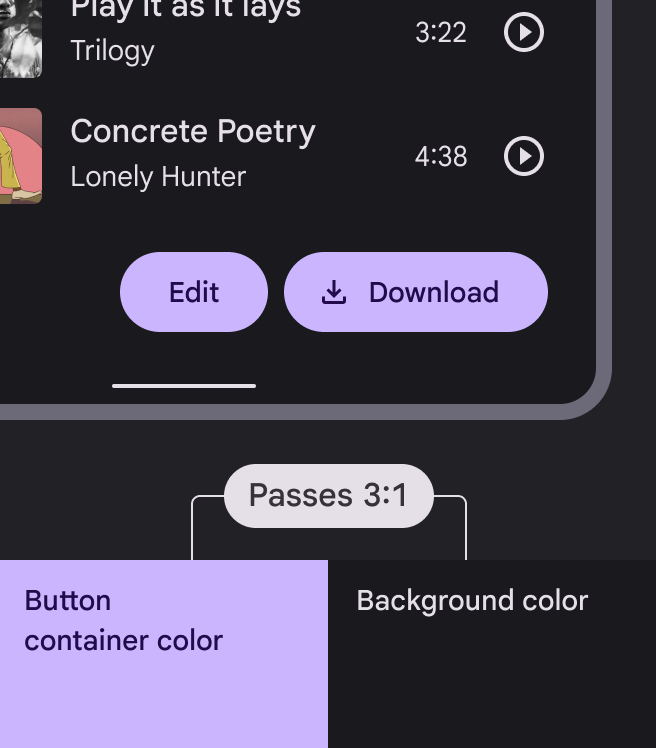 Play it as it lays
Trilogy
3:22
Concrete Poetry
Lonely Hunter
4:38
Edit
Download
Passes 3:1
Button
container color
Background color